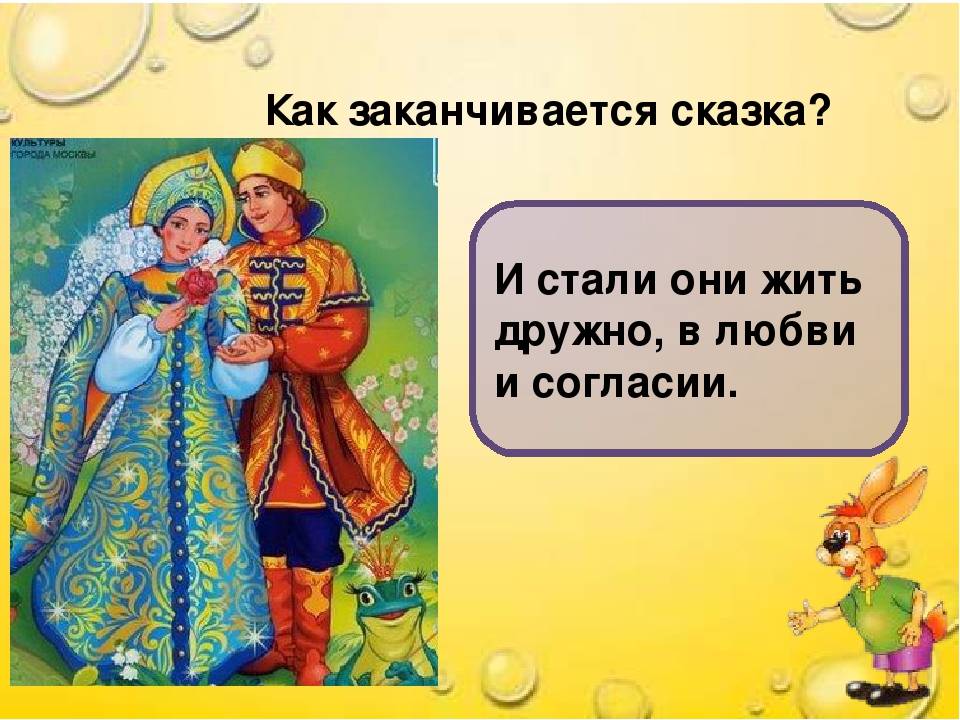 Как заканчивается сказка?
КУЛЬТУРЫ
ГОРОДА МОСКВЫ
И стали они жить
дружно, в любви
и согласии.